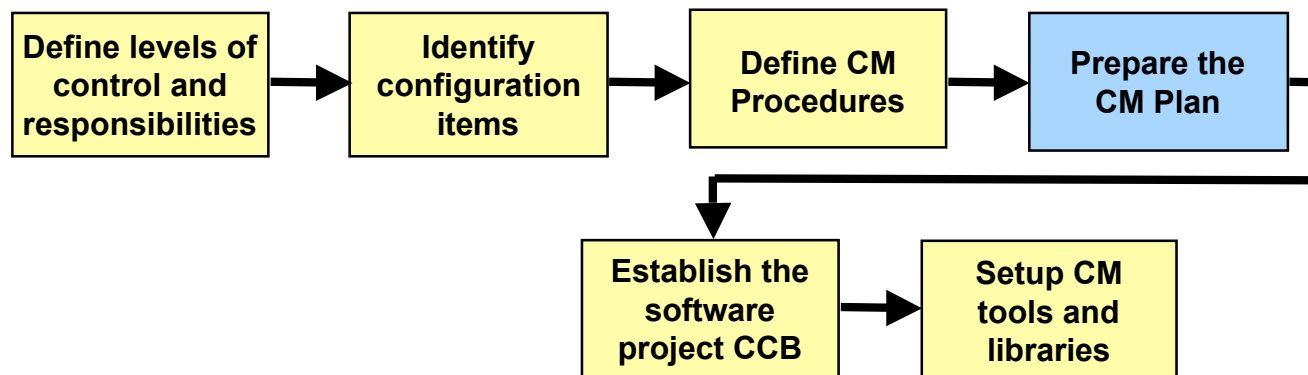 Define levels of
control and
responsibilities
Identify
configuration
items
Define CM
Procedures
Prepare the
CM Plan
Establish the
software
project CCB
Setup CM
tools and
libraries